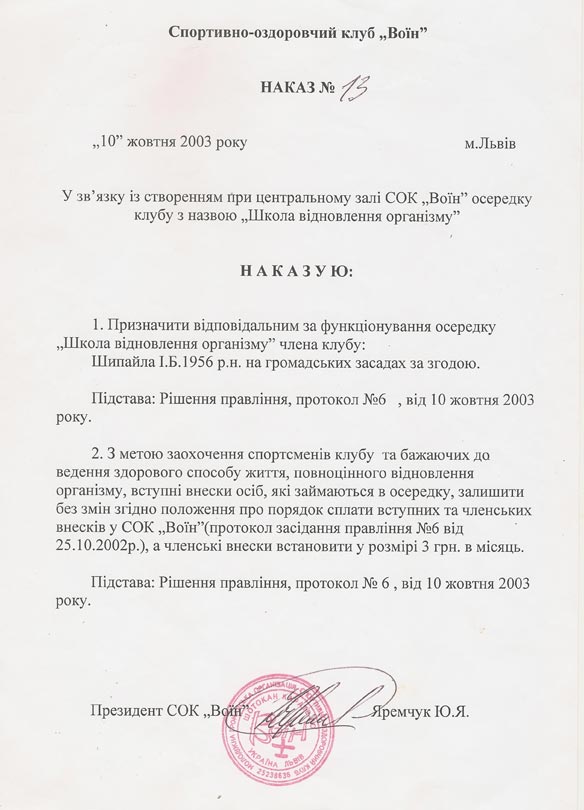 Спортивно-оздоровчий клуб „Воїн”
НАКАЗ № 13
„10” жовтня 2003 року м.Львів
У зв’язку із створенням при центральному залі СОК „Воїн” осередку
клубу з назвою „Школа відновлення організму”
Н А К А З У Ю:
1. Призначити відповідальним за функціонування осередку
„Школа відновлення організму” члена клубу:
Шипайла І.Б.1956 р.н. на громадських засадах за згодою.
Підстава: Рішення правління, протокол №6 , від 10 жовтня 2003
року.
2. З метою заохочення спортсменів клубу та бажаючих до
ведення здорового способу життя, повноцінного відновлення
організму, вступні внески осіб, які займаються в осередку, залишити
без змін згідно положення про порядок сплати вступних та членських
внесків у СОК „Воїн”(протокол засідання правління №6 від
25.10.2002р.), а членські внески встановити у розмірі 3 грн. в місяць.
Підстава: Рішення правління, протокол № 6 , від 10 жовтня 2003
року.
Президент СОК „Воїн” Яремчук Ю.Я.
ШОТОКАН
УКРАЇНА ЛЬВІВ
25238636